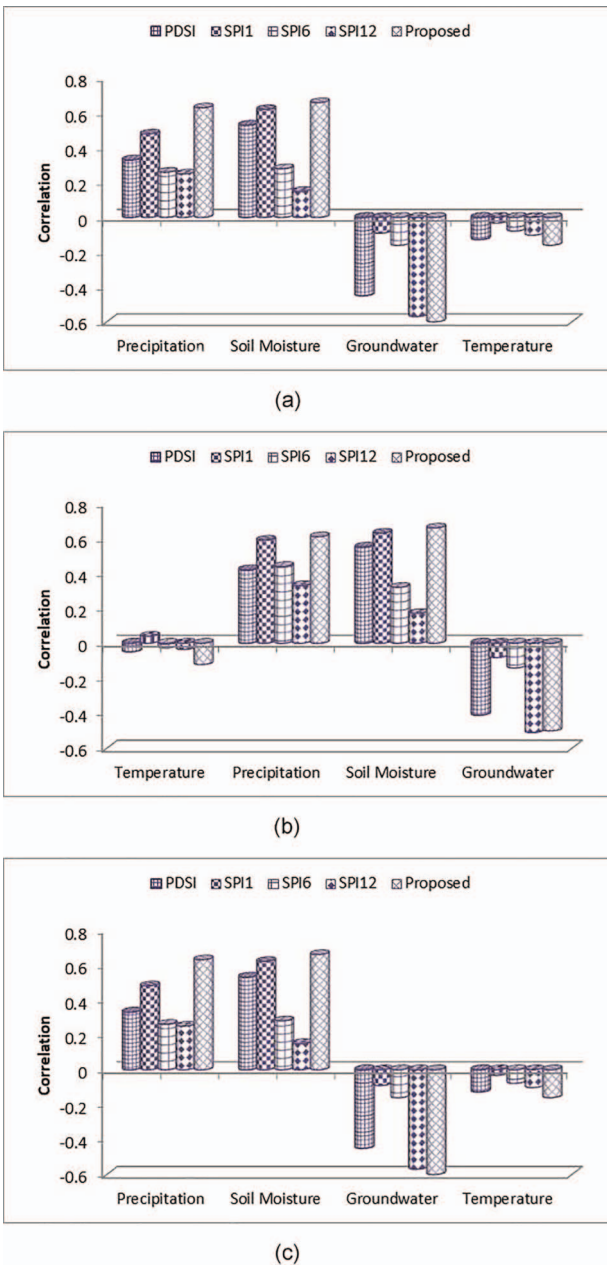 PDSI SPI1 SPI6 SPI12 Proposed
0.8
0.6
0.4
0.2
0
-0.2
-0.4
-0.6
Correlation
Precipitation Soil Moisture Groundwater Temperature
(a)
PDSI SPI1 SPI6 SPI12 Proposed
0.8
0.6
0.4
0.2
0
-0.2
-0.4
-0.6
Correlation
Temperature Precipitation Soil Moisture Groundwater
(b)
PDSI SPI1 SPI6 SPI12 Proposed
0.8
0.6
0.4
0.2
0
-0.2
-0.4
-0.6
Correlation
Precipitation Soil Moisture Groundwater Temperature
(c)